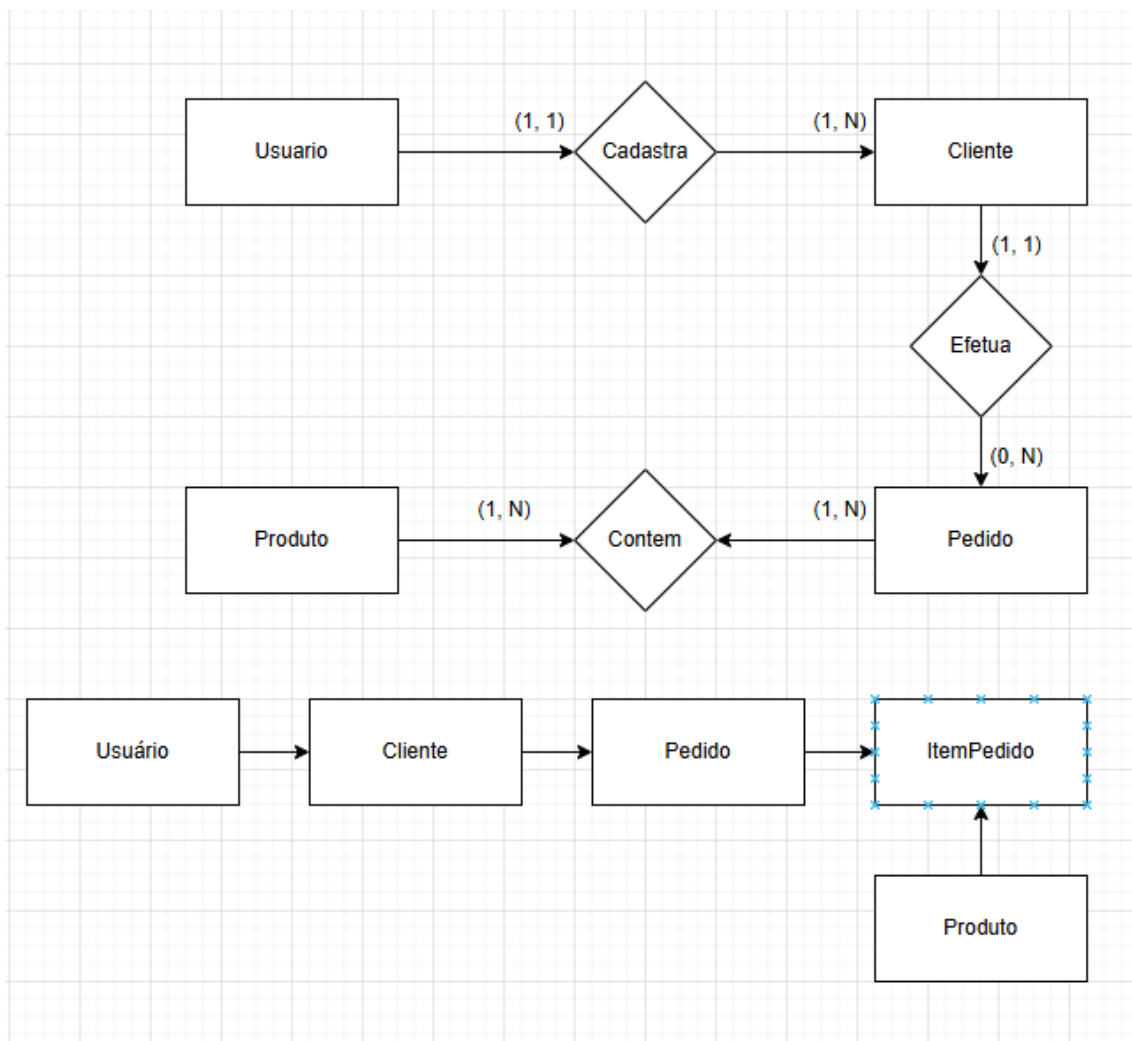 (1, 1)
(1, N)
Usuario
Cadastra
Cliente
(1, 1)
Efetua
(0, N)
(1, N)
(1, N)
Produto
Contem
Pedido
Usuário
Cliente
Pedido
ItemPedido
Produto